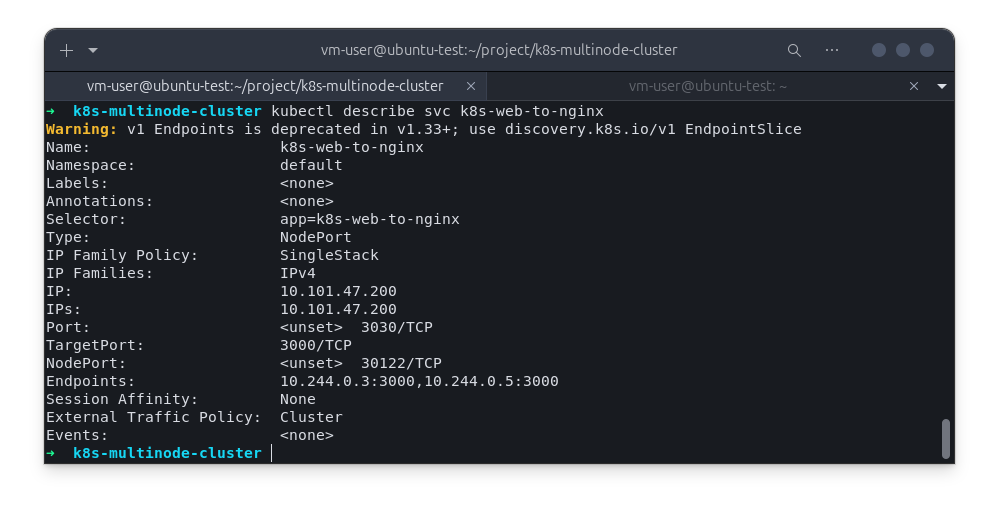 vm-user@ubuntu-test:~/project/k8s-multinode-cluster
vm-user@ubuntu-test:~/project/k8s-multinode-cluster
vm-user@ubuntu-test: ~
➜  k8s-multinode-cluster kubectl describe svc k8s-web-to-nginx
Warning: v1 Endpoints is deprecated in v1.33+; use discovery.k8s.io/v1 EndpointSlice
Name:                     k8s-web-to-nginx
Namespace:                default
Labels:                   <none>
Annotations:              <none>
Selector:                 app=k8s-web-to-nginx
Type:                     NodePort
IP Family Policy:         SingleStack
IP Families:              IPv4
IP:                       10.101.47.200
IPs:                      10.101.47.200
Port:                     <unset>  3030/TCP
TargetPort:               3000/TCP
NodePort:                 <unset>  30122/TCP
Endpoints:                10.244.0.3:3000,10.244.0.5:3000
Session Affinity:         None
External Traffic Policy:  Cluster
Events:                   <none>
➜  k8s-multinode-cluster